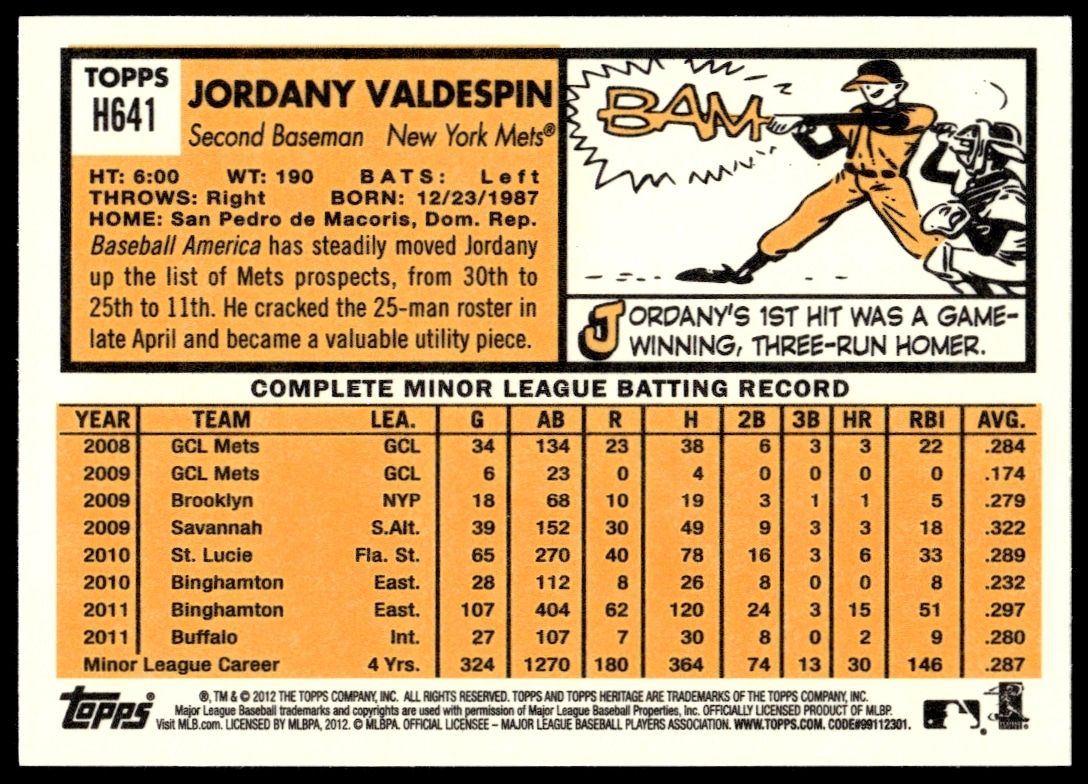 TOPPS
H641
JORDANY VALDESPIN
Second Baseman New York Mets®
HT: 6:00 WT: 190 BATS: Left
THROWS: Right BORN: 12/23/1987
HOME: San Pedro de Macoris, Dom. Rep.
Baseball America has steadily moved Jordany
up the list of Mets prospects, from 30th to
25th to 11th. He cracked the 25-man roster in
late April and became a valuable utility piece.
BAM
JORDANY'S 1ST HIT WAS A GAME-
WINNING, THREE-RUN HOMER.
COMPLETE MINOR LEAGUE BATTING RECORD
YEAR TEAM LEA. G AB R H 2B 3B HR RBI AVG.
2008 GCL Mets GCL 34 134 23 38 6 3 3 22 .284
2009 GCL Mets GCL 6 23 0 4 0 0 0 0 .174
2009 Brooklyn NYP 18 68 10 19 3 1 1 5 .279
2009 Savannah S.Alt. 39 152 30 49 9 3 3 18 .322
2010 St. Lucie Fla. St. 65 270 40 78 16 3 6 33 .289
2010 Binghamton East. 28 112 8 26 8 0 0 8 .232
2011 Binghamton East. 107 404 62 120 24 3 15 51 .297
2011 Buffalo Int. 27 107 7 30 8 0 2 9 .280
Minor League Career 4 Yrs. 324 1270 180 364 74 13 30 146 .287
Topps®
®, TM & © 2012 THE TOPPS COMPANY, INC. ALL RIGHTS RESERVED. TOPPS AND TOPPS HERITAGE ARE TRADEMARKS OF THE TOPPS COMPANY, INC.
Major League Baseball trademarks and copyrights are used with permission of Major League Baseball Properties, Inc. OFFICIALLY LICENSED PRODUCT OF MLBP.
Visit MLB.com. LICENSED BY MLBPA, 2012. © MLBPA. OFFICIAL LICENSEE – MAJOR LEAGUE BASEBALL PLAYERS ASSOCIATION. WWW.TOPPS.COM. CODE#99112301.